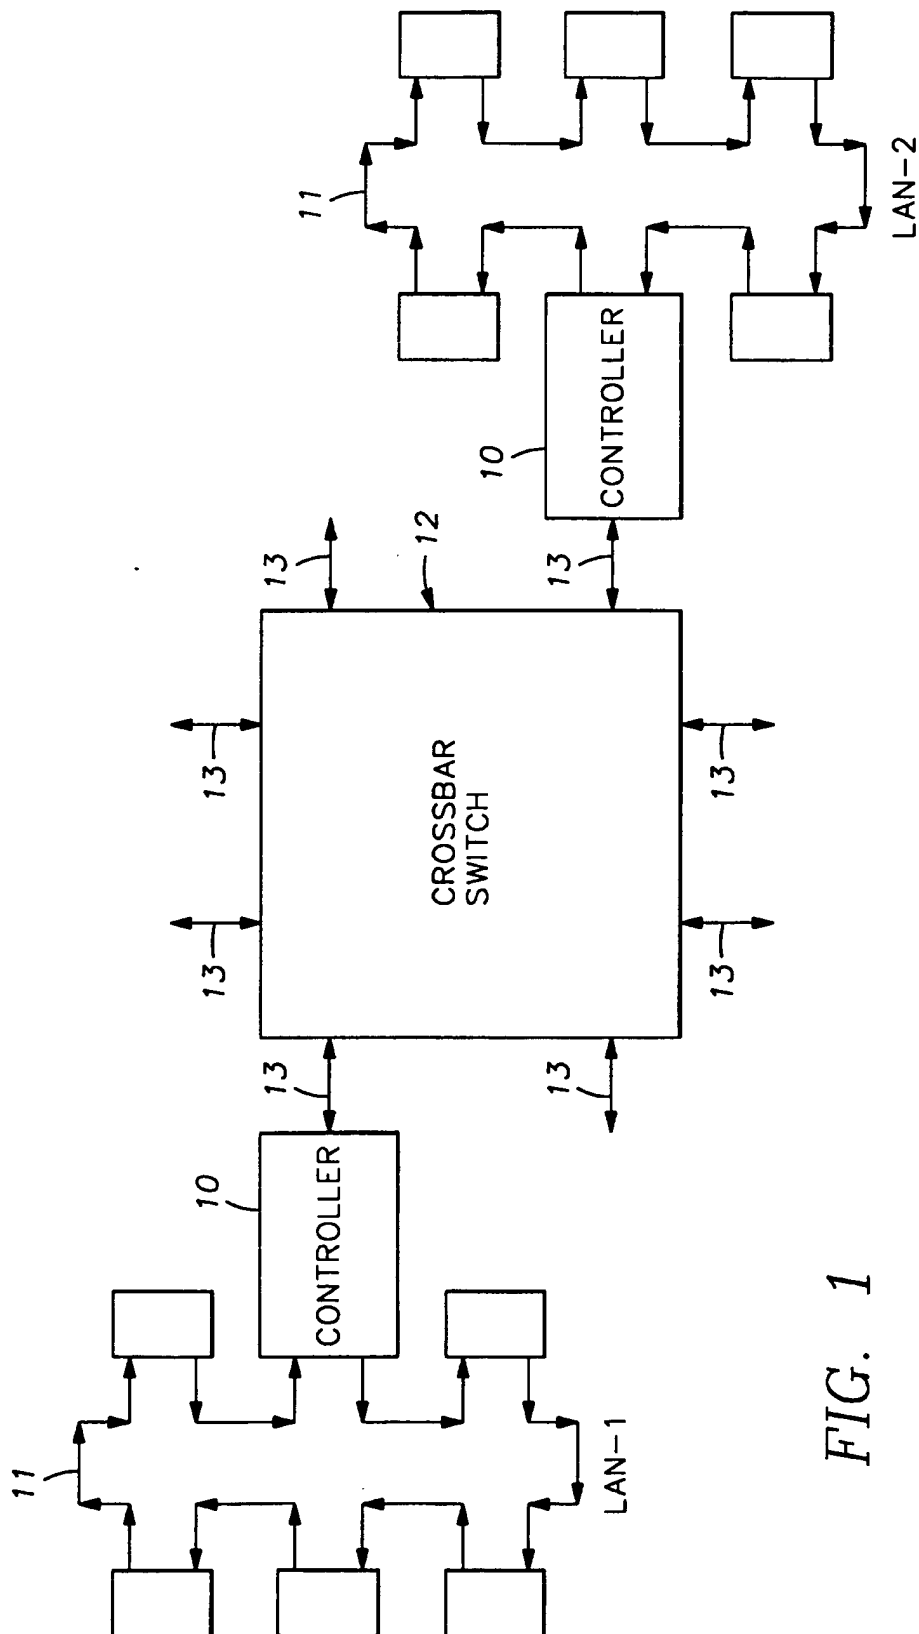 11
LAN-2
10
CONTROLLER
13
12
13
13
13
CROSSBAR
SWITCH
13
13
13
13
10
CONTROLLER
11
LAN-1
FIG. 1